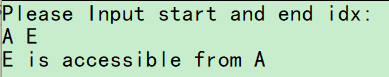 Please Input start and end idx:
A E
E is accessible from A